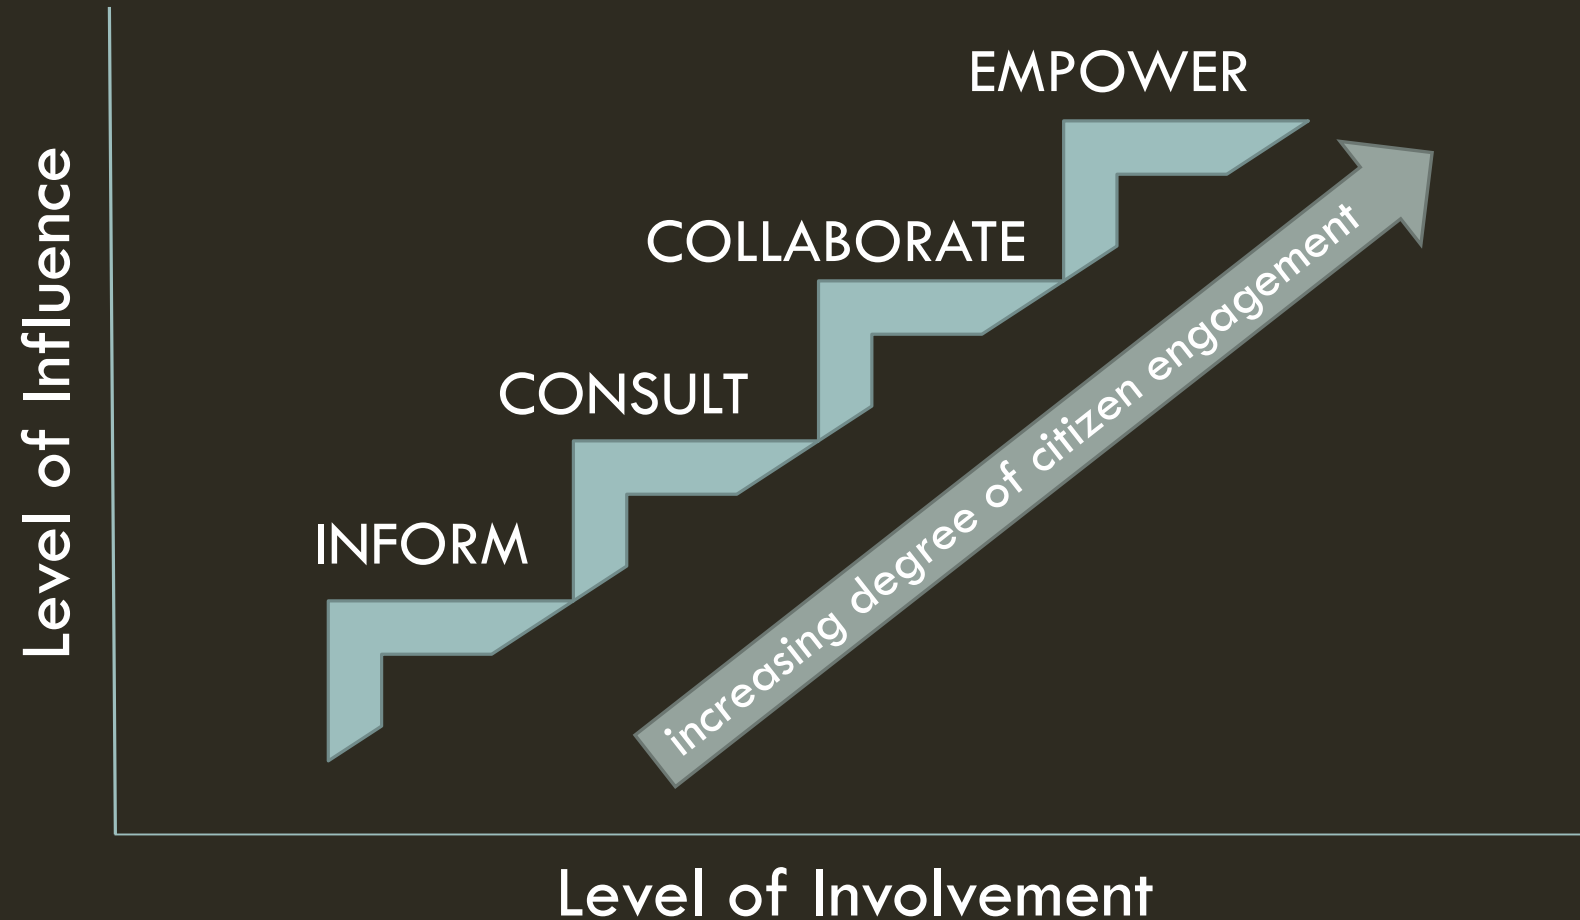 EMPOWER
COLLABORATE
CONSULT
INFORM
Level of Influence
increasing degree of citizen engagement
Level of Involvement